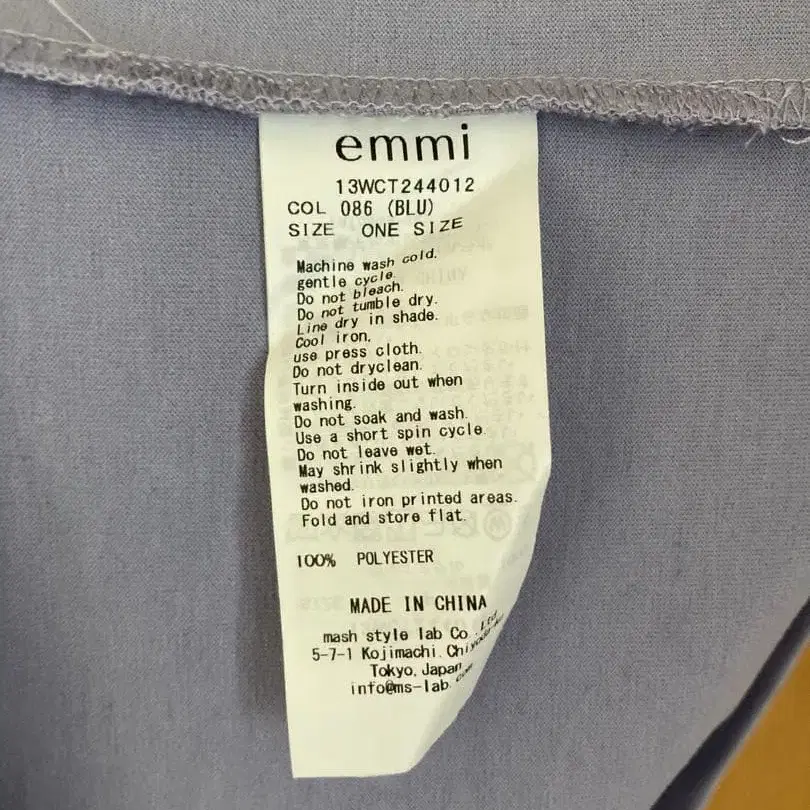 emmi
13WCT244012
COL 086 (BLU)
SIZE ONE SIZE
Machine wash cold.
gentle cycle.
Do not bleach.
Do not tumble dry.
Line dry in shade.
Cool iron,
use press cloth.
Do not dryclean.
Turn inside out when
washing.
Do not soak and wash.
Use a short spin cycle.
Do not leave wet.
May shrink slightly when
washed.
Do not iron printed areas.
Fold and store flat.
100% POLYESTER
MADE IN CHINA
mash style lab Co.,Ltd
5-7-1 Kojimachi.
Tokyo, Japan
info@ms-lab.com